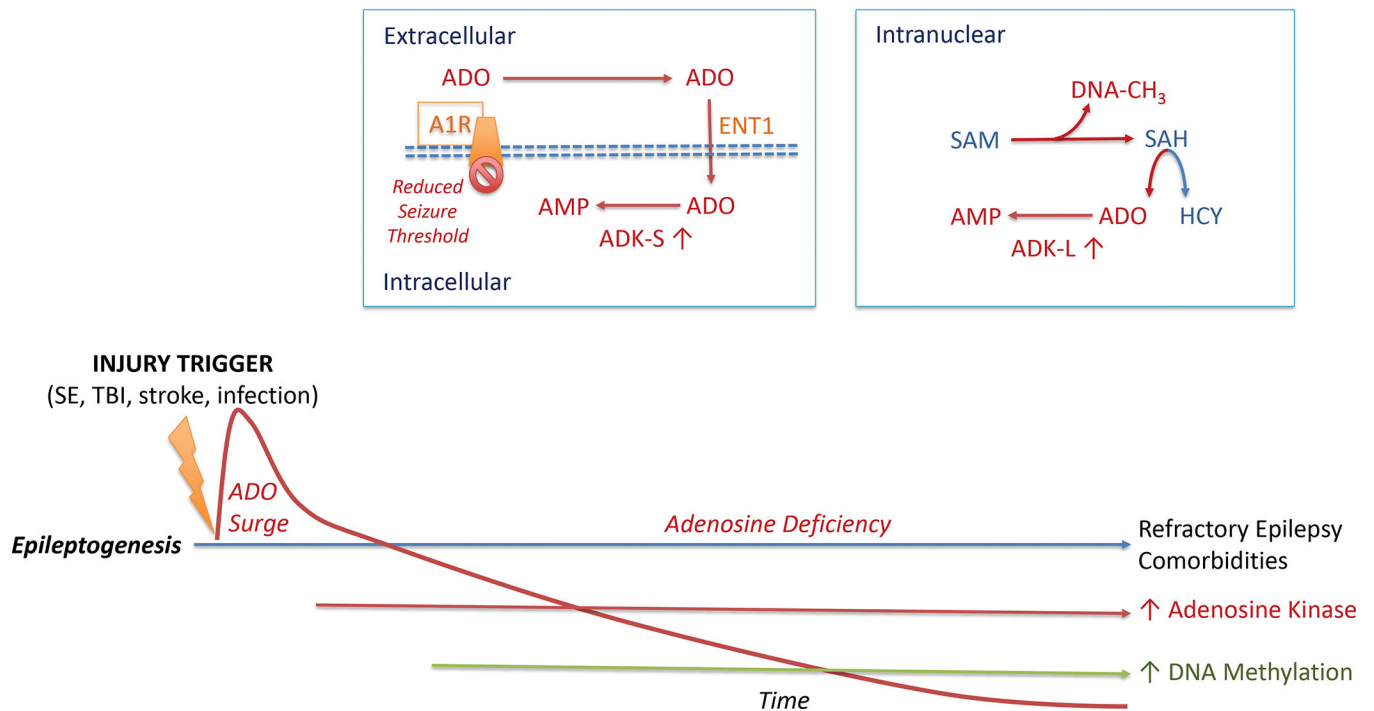 Extracellular
ADO
ADO
A1R
ENT1
Reduced
Seizure
Threshold
AMP
ADO
ADK-S ↑
Intracellular
Intranuclear
DNA-CH₃
SAM
SAH
AMP
ADO
HCY
ADK-L ↑
INJURY TRIGGER
(SE, TBI, stroke, infection)
ADO
Surge
Epileptogenesis
Adenosine Deficiency
Refractory Epilepsy
Comorbidities
↑ Adenosine Kinase
↑ DNA Methylation
Time